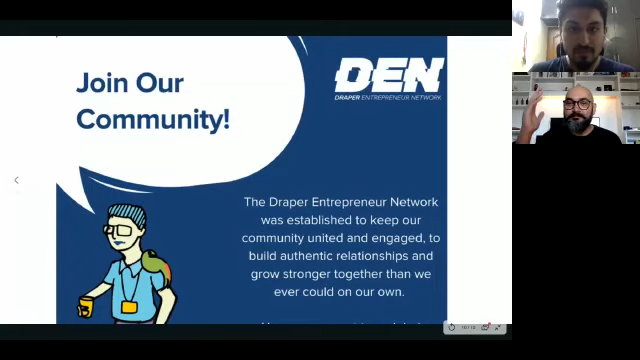 Join Our
Community!
DEN
DRAPER ENTREPRENEUR NETWORK
The Draper Entrepreneur Network
was established to keep our
community united and engaged, to
build authentic relationships and
grow stronger together than we
ever could on our own.